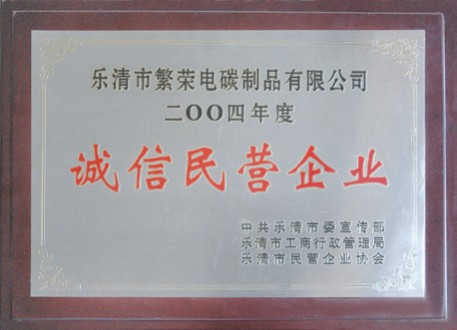 乐清市繁荣电碳制品有限公司
二OO四年度
诚信民营企业
中共乐清市委宣传部
乐清市工商行政管理局
乐清市民营企业协会